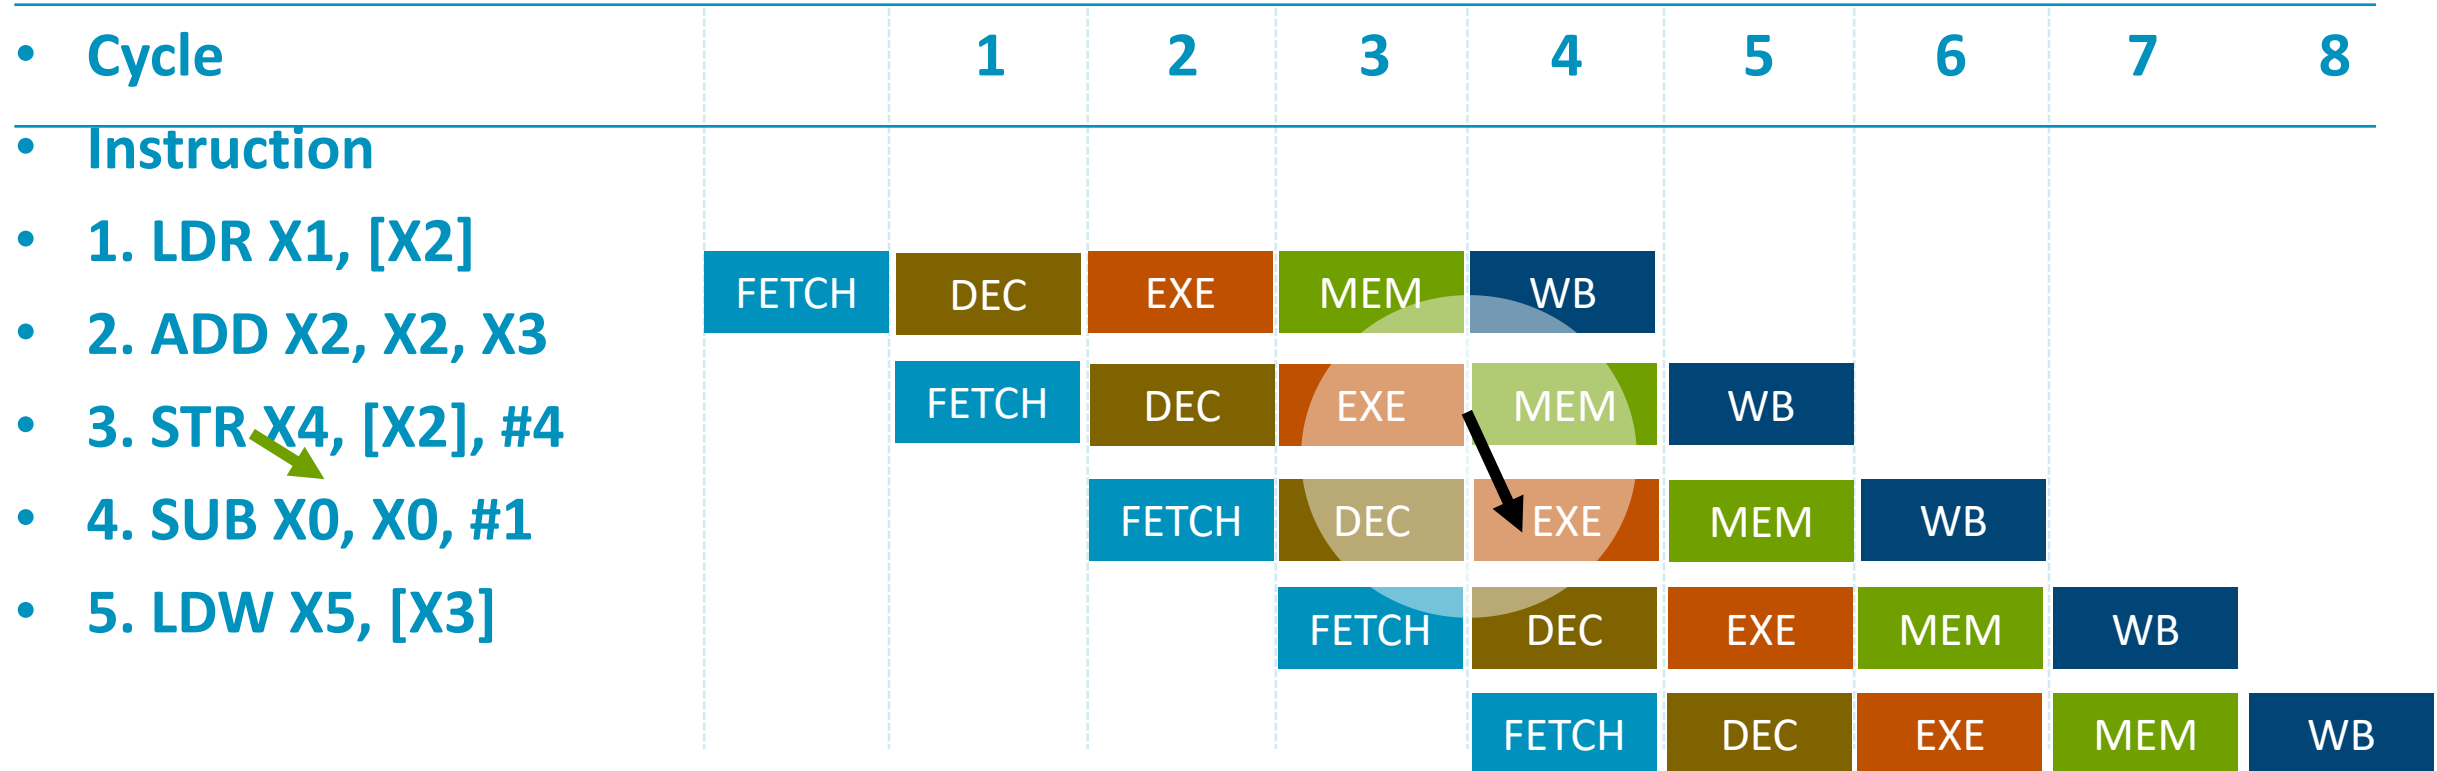 • Cycle 1 2 3 4 5 6 7 8
• Instruction
• 1. LDR X1, [X2]
FETCH DEC EXE MEM WB
• 2. ADD X2, X2, X3
FETCH DEC EXE MEM WB
• 3. STR X4, [X2], #4
• 4. SUB X0, X0, #1
FETCH DEC EXE MEM WB
• 5. LDW X5, [X3]
FETCH DEC EXE MEM WB
FETCH DEC EXE MEM WB